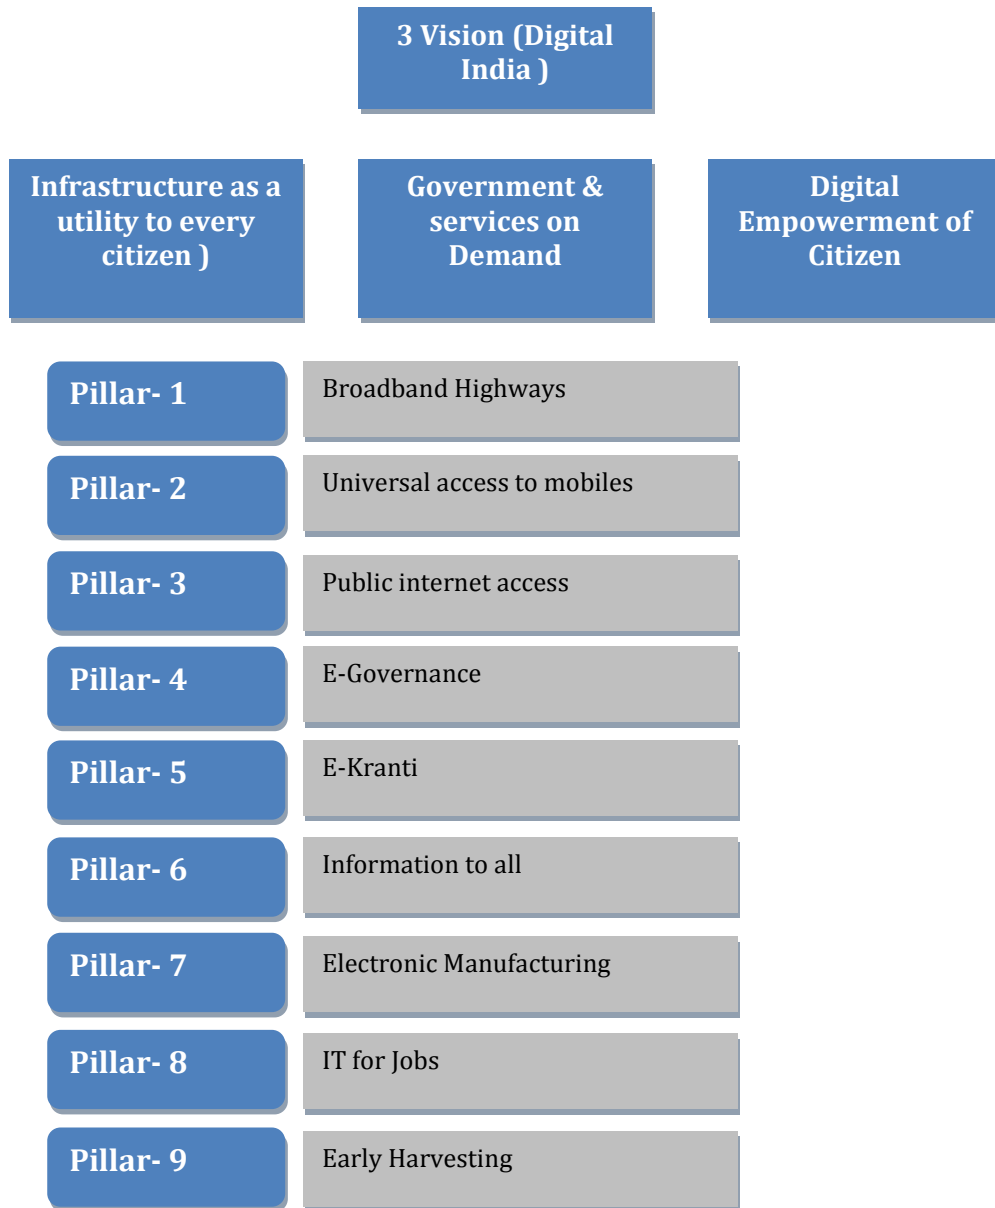 3 Vision (Digital
India )
Infrastructure as a
utility to every
citizen )
Government &
services on
Demand
Digital
Empowerment of
Citizen
Pillar- 1
Broadband Highways
Pillar- 2
Universal access to mobiles
Pillar- 3
Public internet access
Pillar- 4
E-Governance
Pillar- 5
E-Kranti
Pillar- 6
Information to all
Pillar- 7
Electronic Manufacturing
Pillar- 8
IT for Jobs
Pillar- 9
Early Harvesting